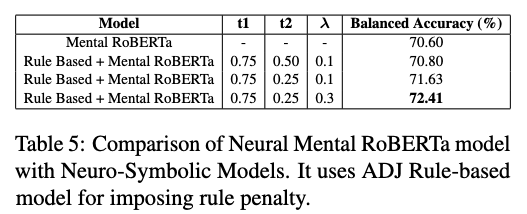 Model t1 t2 λ Balanced Accuracy (%)
Mental RoBERTa - - - 70.60
Rule Based + Mental RoBERTa 0.75 0.50 0.1 70.80
Rule Based + Mental RoBERTa 0.75 0.25 0.1 71.63
Rule Based + Mental RoBERTa 0.75 0.25 0.3 72.41
Table 5: Comparison of Neural Mental RoBERTa model
with Neuro-Symbolic Models. It uses ADJ Rule-based
model for imposing rule penalty.